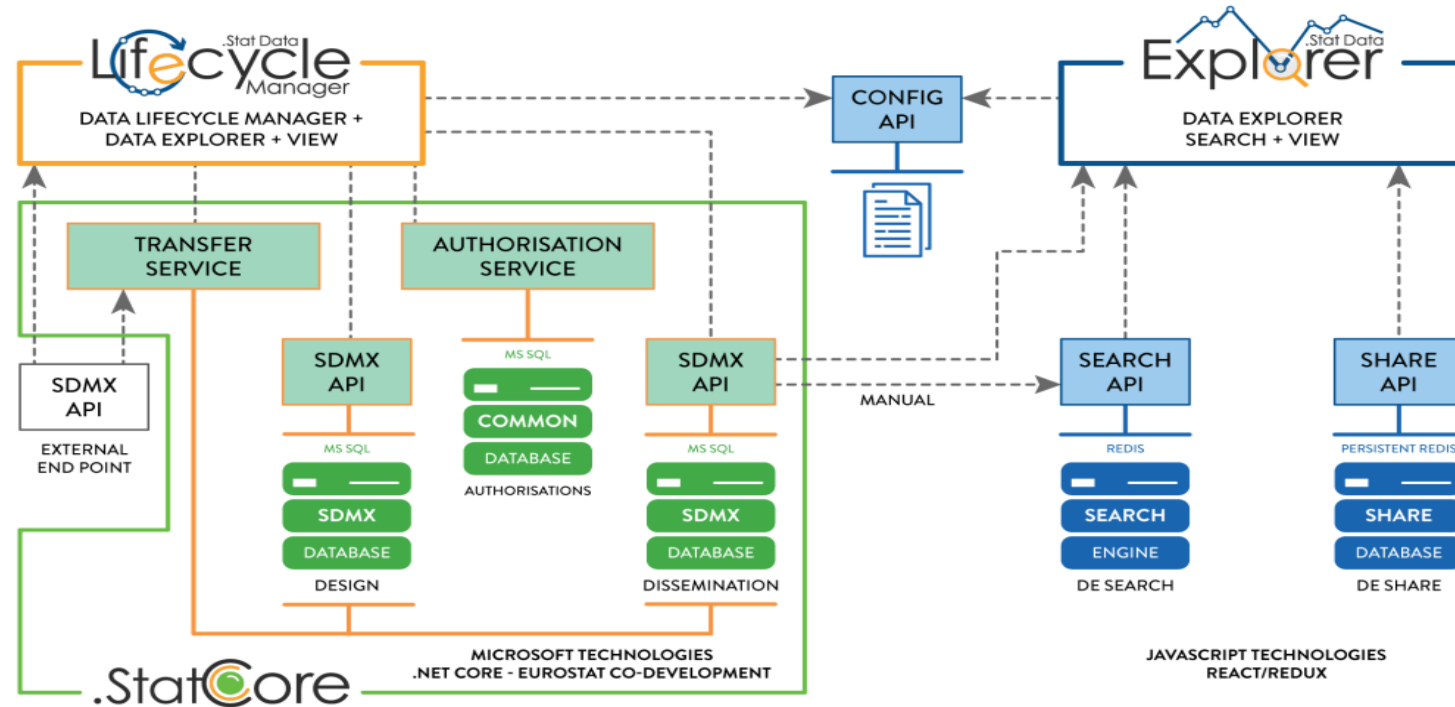 .Stat Data
Lifecycle
Manager
DATA LIFECYCLE MANAGER +
DATA EXPLORER + VIEW
CONFIG
API
.Stat Data
Explorer
DATA EXPLORER
SEARCH + VIEW
TRANSFER
SERVICE
AUTHORISATION
SERVICE
SDMX
API
EXTERNAL
END POINT
SDMX
API
MS SQL
SDMX
DATABASE
DESIGN
MS SQL
COMMON
DATABASE
AUTHORISATIONS
SDMX
API
MS SQL
SDMX
DATABASE
DISSEMINATION
MANUAL
SEARCH
API
REDIS
SEARCH
ENGINE
DE SEARCH
SHARE
API
PERSISTENT REDIS
SHARE
DATABASE
DE SHARE
.StatCore
MICROSOFT TECHNOLOGIES
.NET CORE - EUROSTAT CO-DEVELOPMENT
JAVASCRIPT TECHNOLOGIES
REACT/REDUX